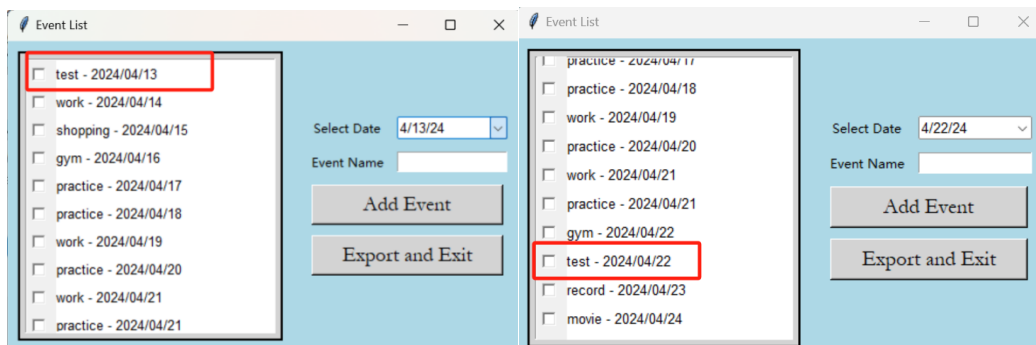 Event List
test - 2024/04/13
work - 2024/04/14
shopping - 2024/04/15
gym - 2024/04/16
practice - 2024/04/17
practice - 2024/04/18
work - 2024/04/19
practice - 2024/04/20
work - 2024/04/21
practice - 2024/04/21
Select Date 4/13/24
Event Name
Add Event
Export and Exit
Event List
practice - 2024/04/17
practice - 2024/04/18
work - 2024/04/19
practice - 2024/04/20
work - 2024/04/21
practice - 2024/04/21
gym - 2024/04/22
test - 2024/04/22
record - 2024/04/23
movie - 2024/04/24
Select Date 4/22/24
Event Name
Add Event
Export and Exit